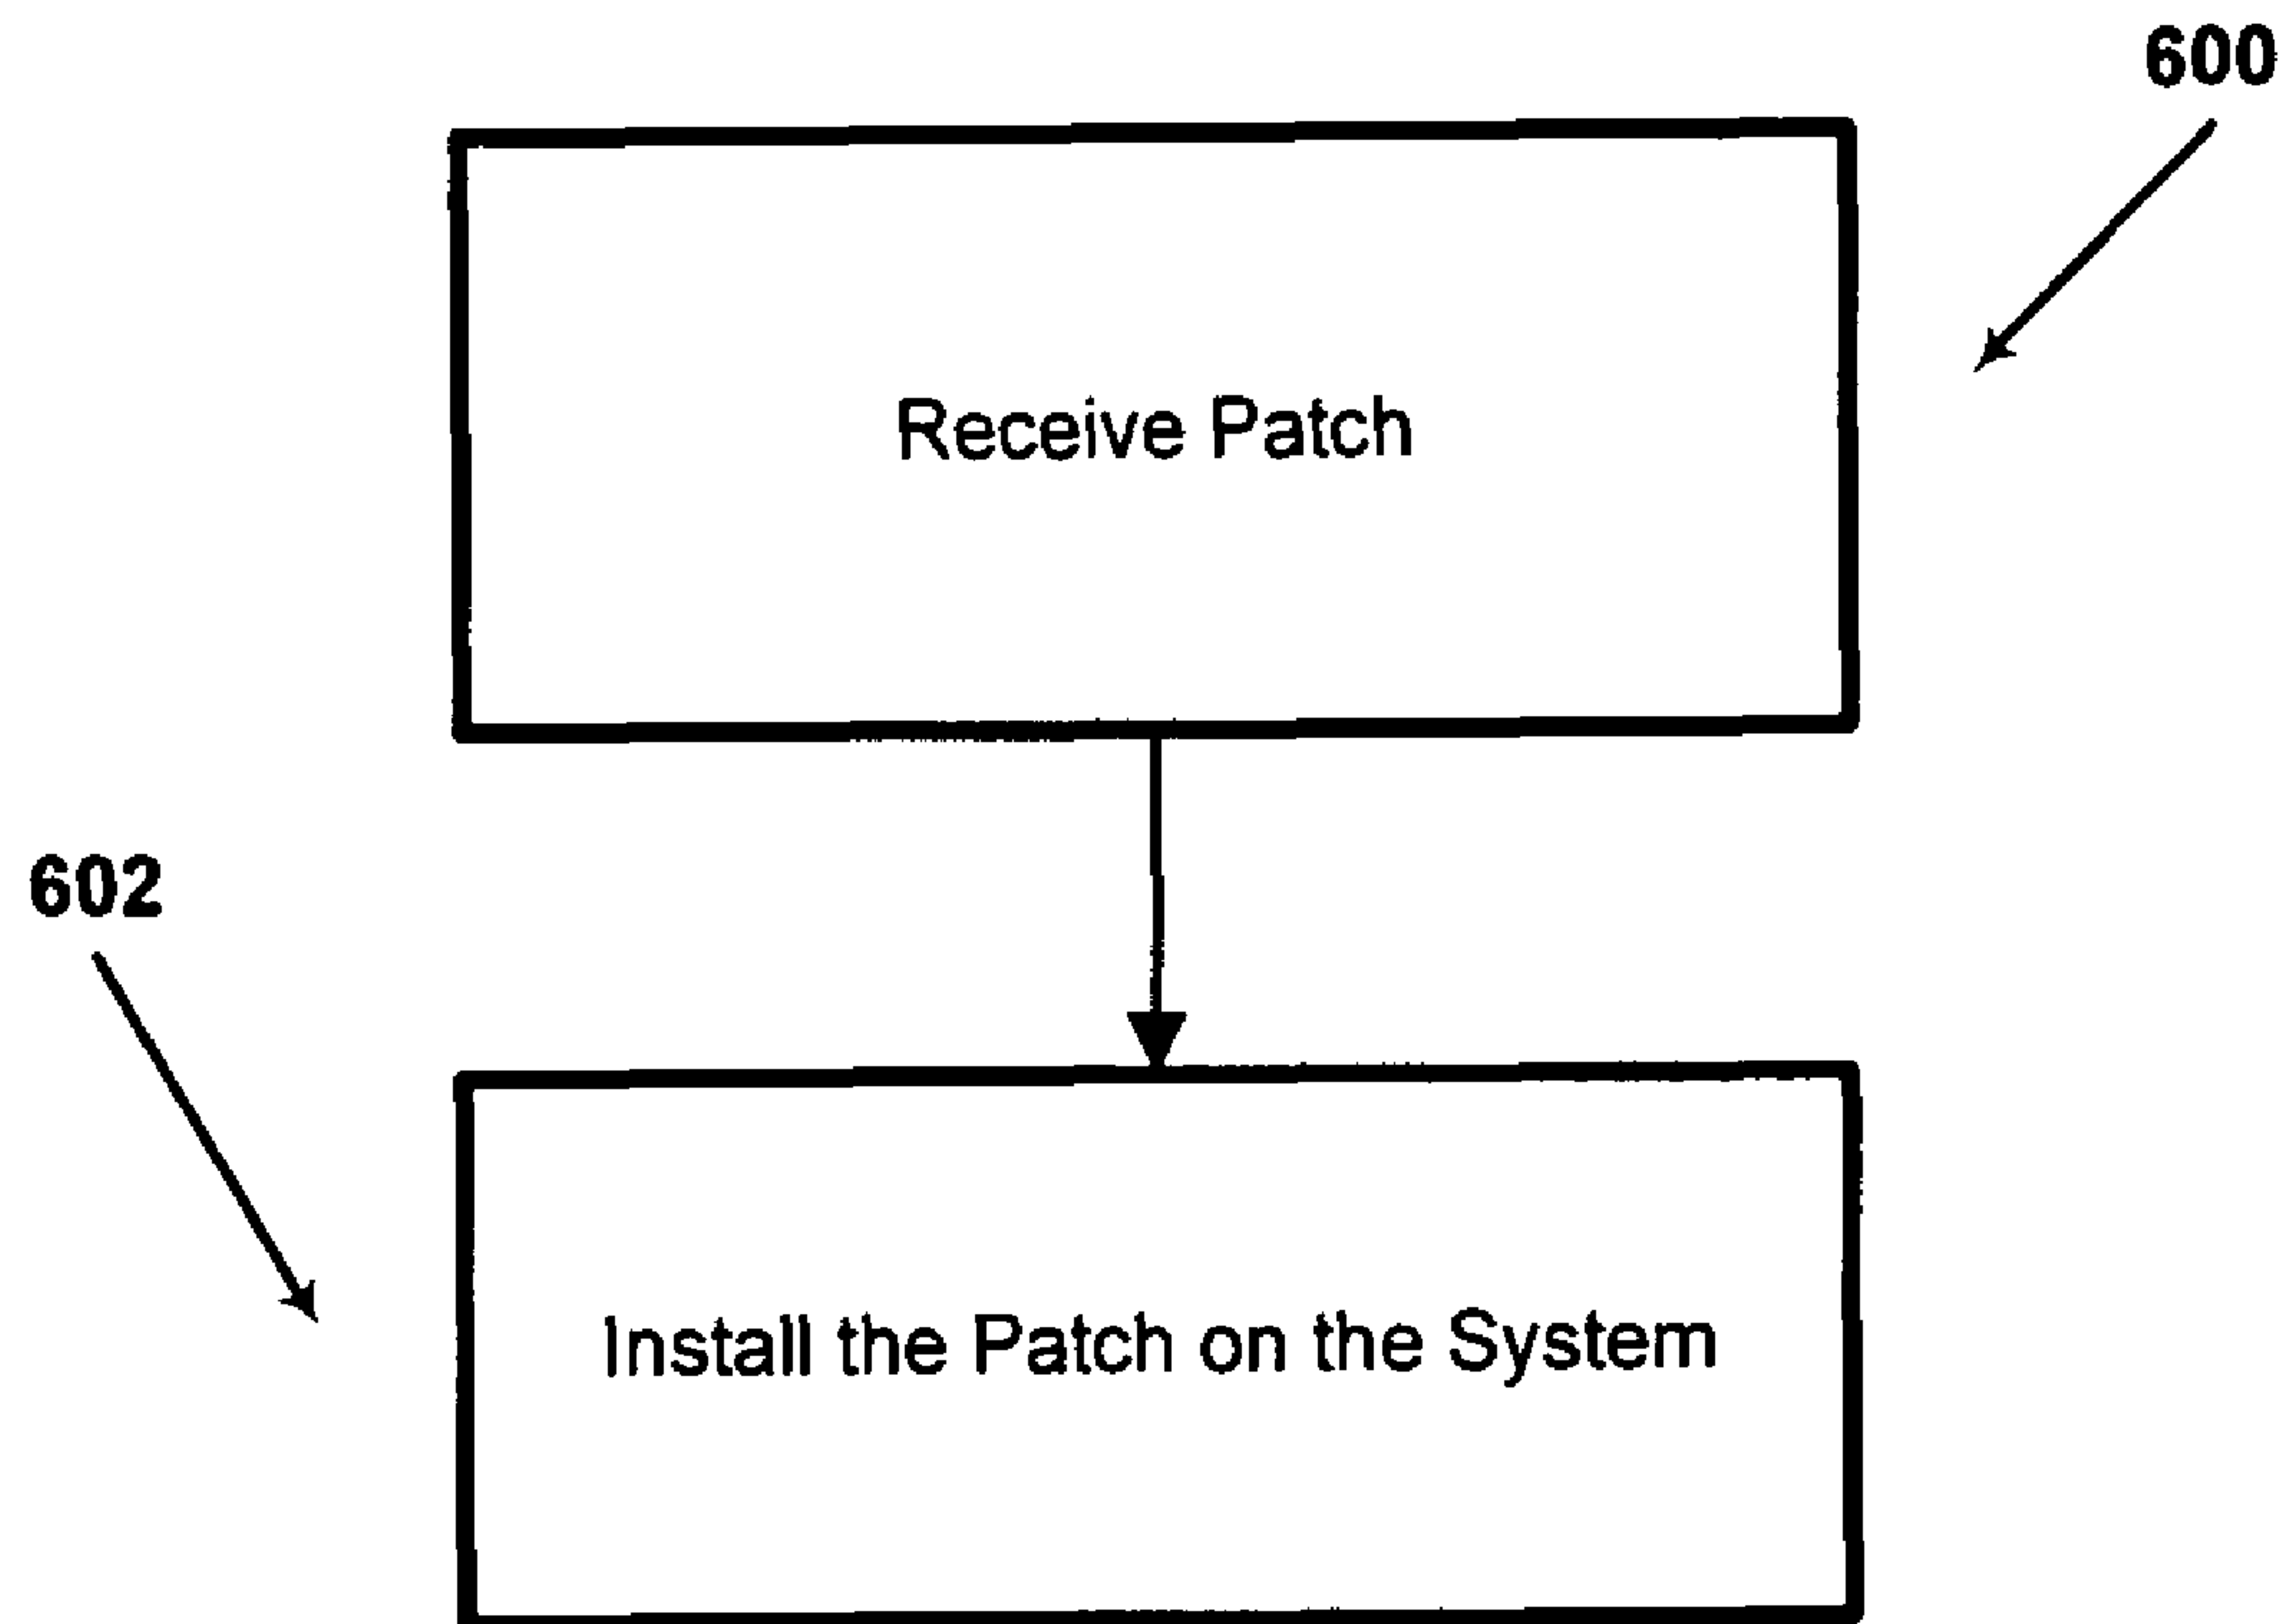 600
Receive Patch
602
Install the Patch on the System